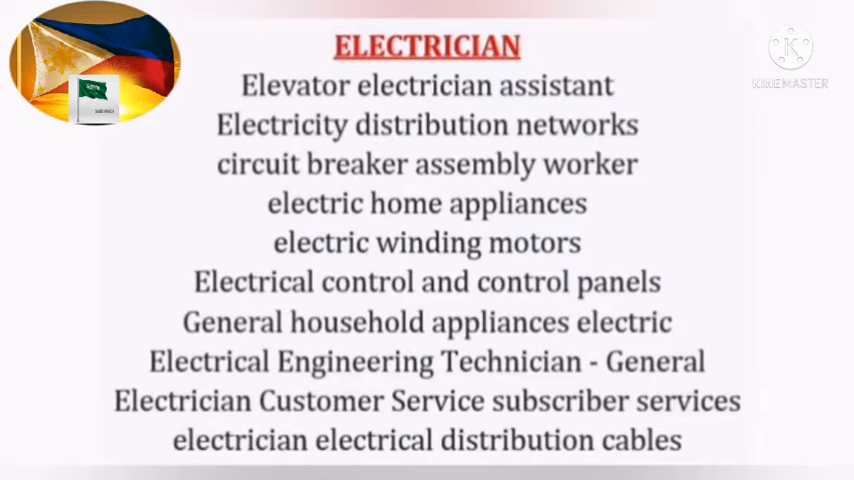 ELECTRICIAN
KINEMASTER
Elevator electrician assistant
Electricity distribution networks
circuit breaker assembly worker
electric home appliances
electric winding motors
Electrical control and control panels
General household appliances electric
Electrical Engineering Technician - General
Electrician Customer Service subscriber services
electrician electrical distribution cables